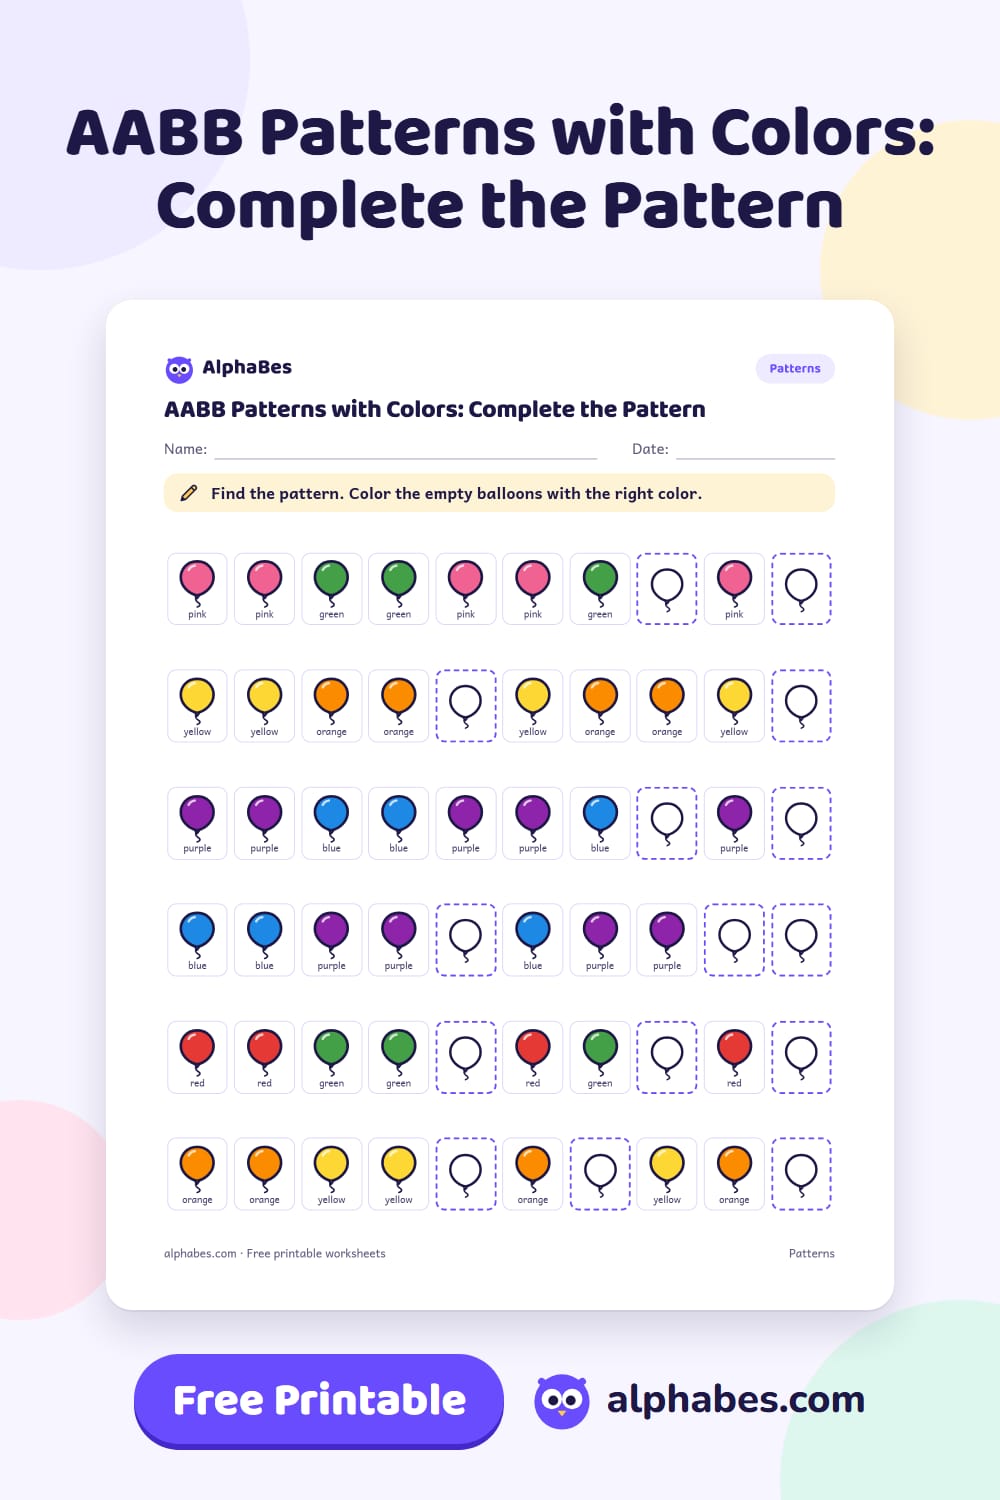 AABB Patterns with Colors:
Complete the Pattern
AlphaBes
Patterns
AABB Patterns with Colors: Complete the Pattern
Name:
Date:
Find the pattern. Color the empty balloons with the right color.
pink pink green green pink pink green pink
yellow yellow orange orange yellow orange orange yellow
purple purple blue blue purple purple blue purple
blue blue purple purple blue purple purple
red red green green red green red
orange orange yellow yellow orange yellow orange
alphabes.com · Free printable worksheets
Patterns
Free Printable
alphabes.com